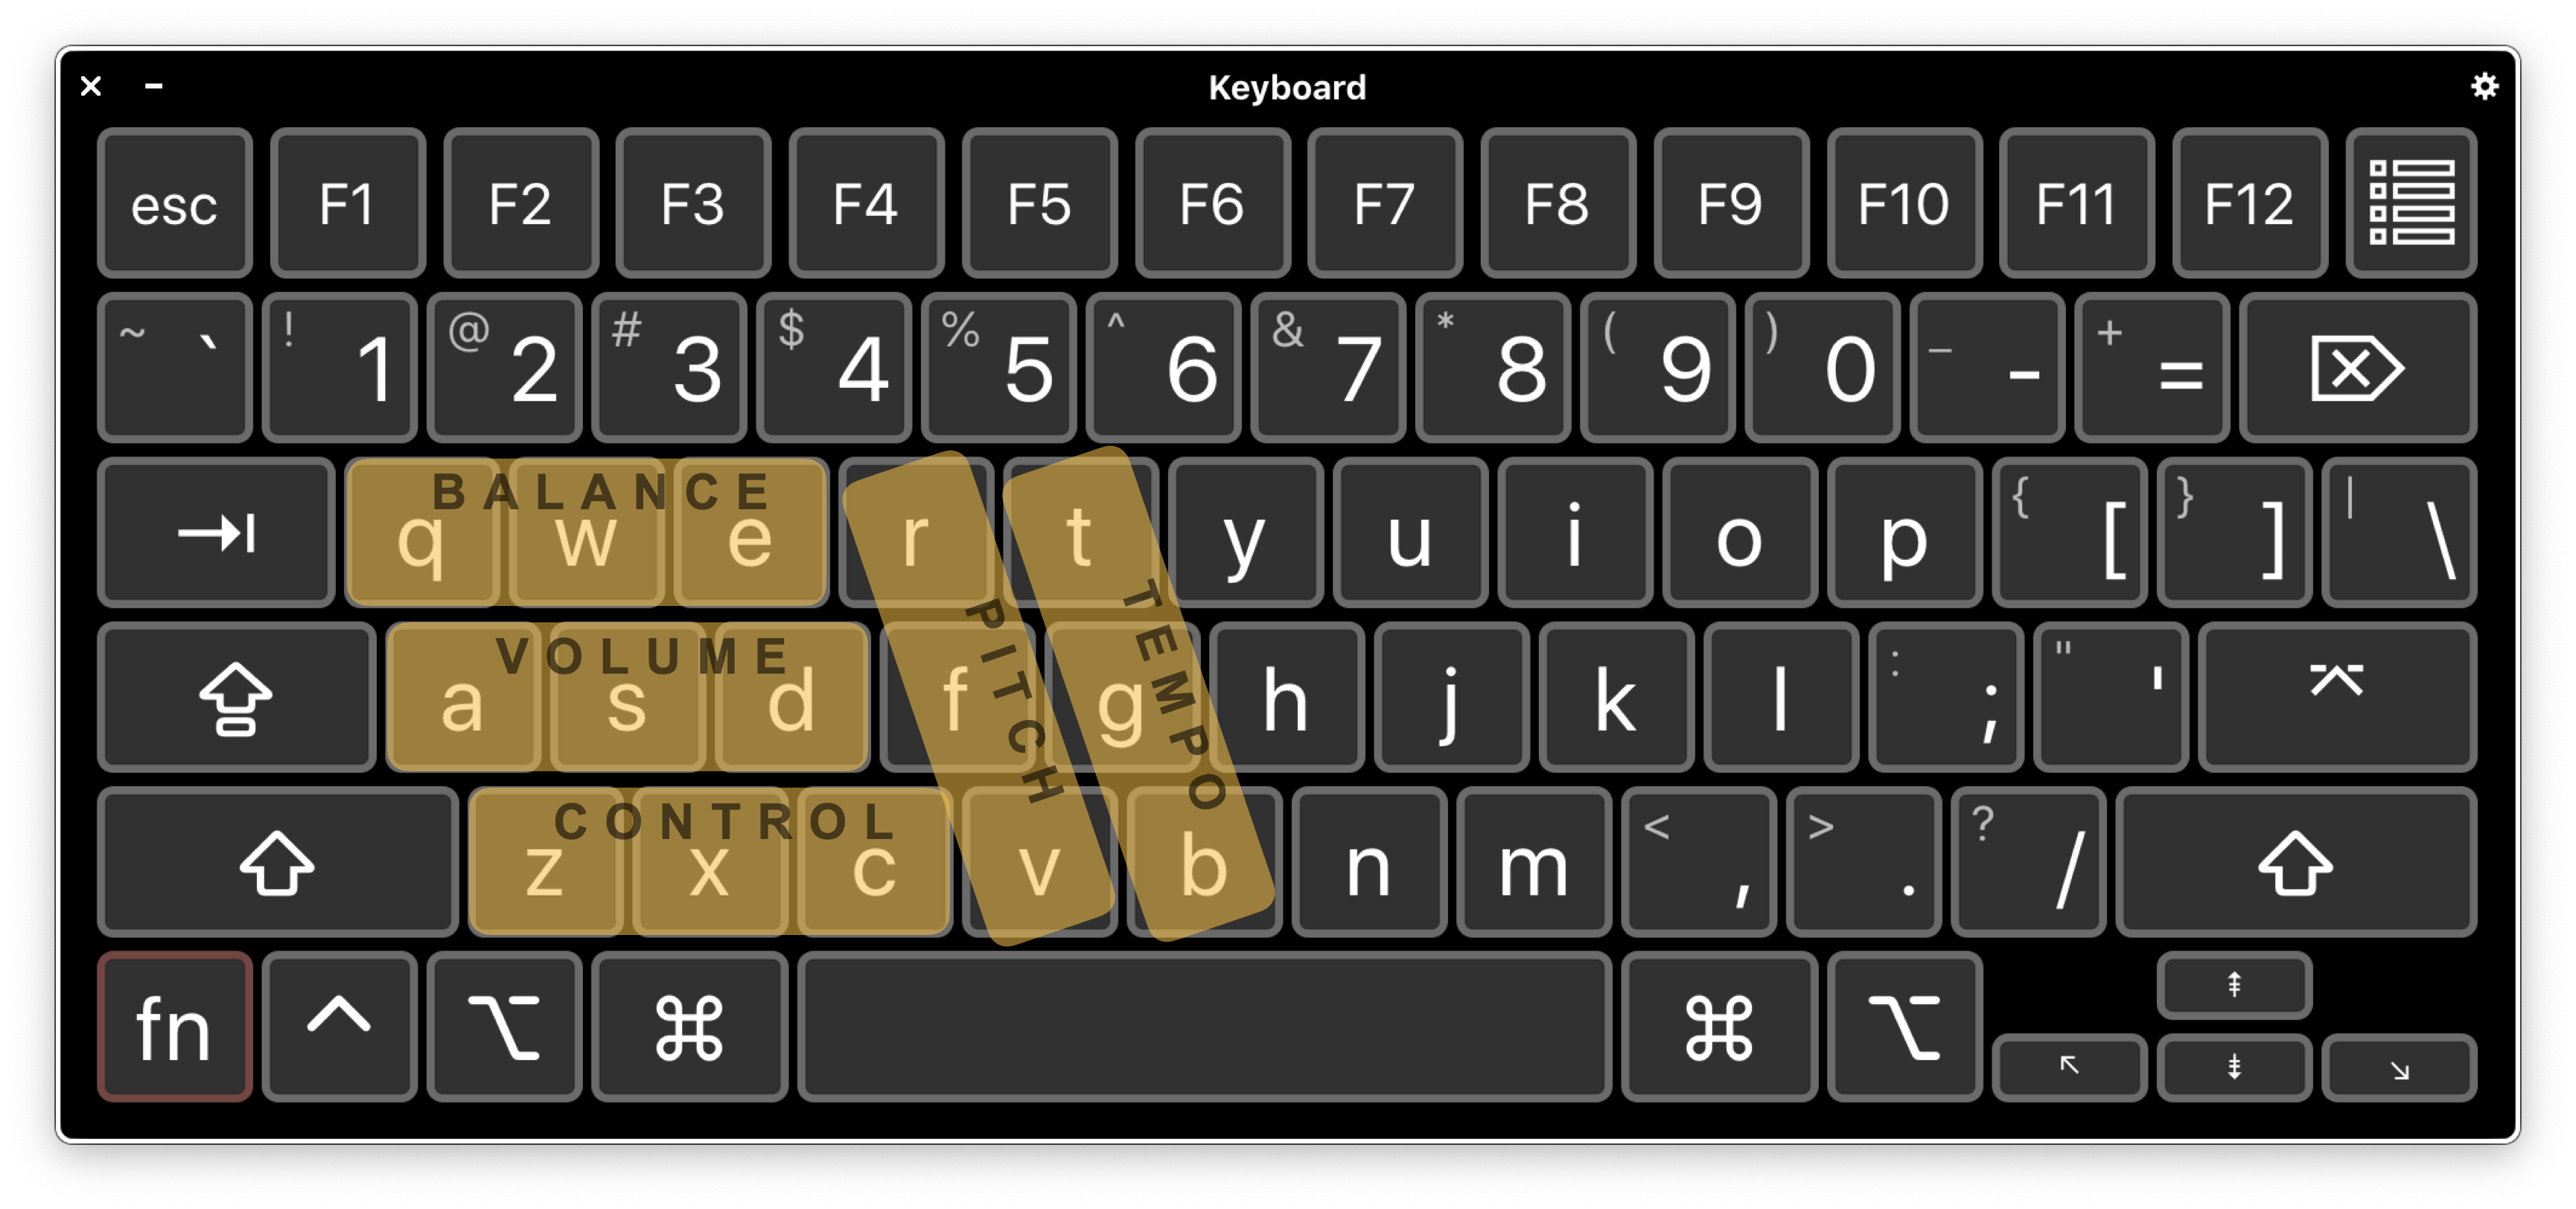 Keyboard
esc F1 F2 F3 F4 F5 F6 F7 F8 F9 F10 F11 F12
~ ` ! 1 @ 2 # 3 $ 4 % 5 ^ 6 & 7 * 8 ( 9 ) 0 _ - + =
BALANCE
q w e r t y u i o p { [ } ] | \
VOLUME
a s d f g h j k l : ; " '
PITCH
TEMPO
CONTROL
z x c v b n m < , > . ? /
fn